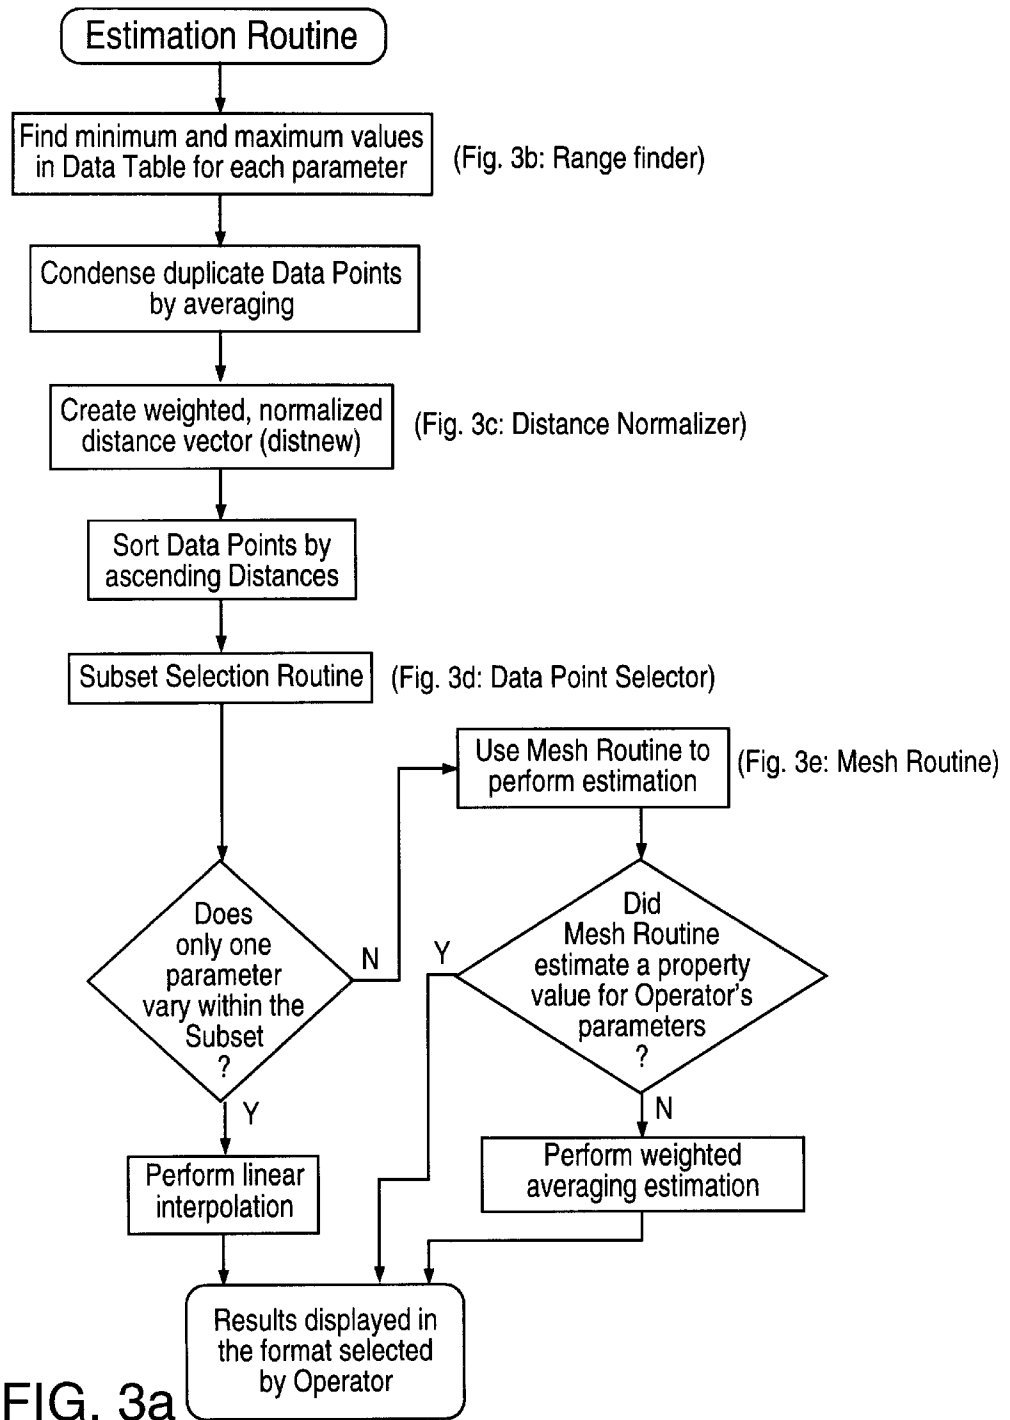 Estimation Routine
Find minimum and maximum values
in Data Table for each parameter
(Fig. 3b: Range finder)
Condense duplicate Data Points
by averaging
Create weighted, normalized
distance vector (distnew)
(Fig. 3c: Distance Normalizer)
Sort Data Points by
ascending Distances
Subset Selection Routine
(Fig. 3d: Data Point Selector)
Use Mesh Routine to
perform estimation
(Fig. 3e: Mesh Routine)
Does
only one
parameter
vary within the
Subset
?
N
Y
Did
Mesh Routine
estimate a property
value for Operator's
parameters
?
Y
N
Perform linear
interpolation
Perform weighted
averaging estimation
Results displayed in
the format selected
by Operator
FIG. 3a